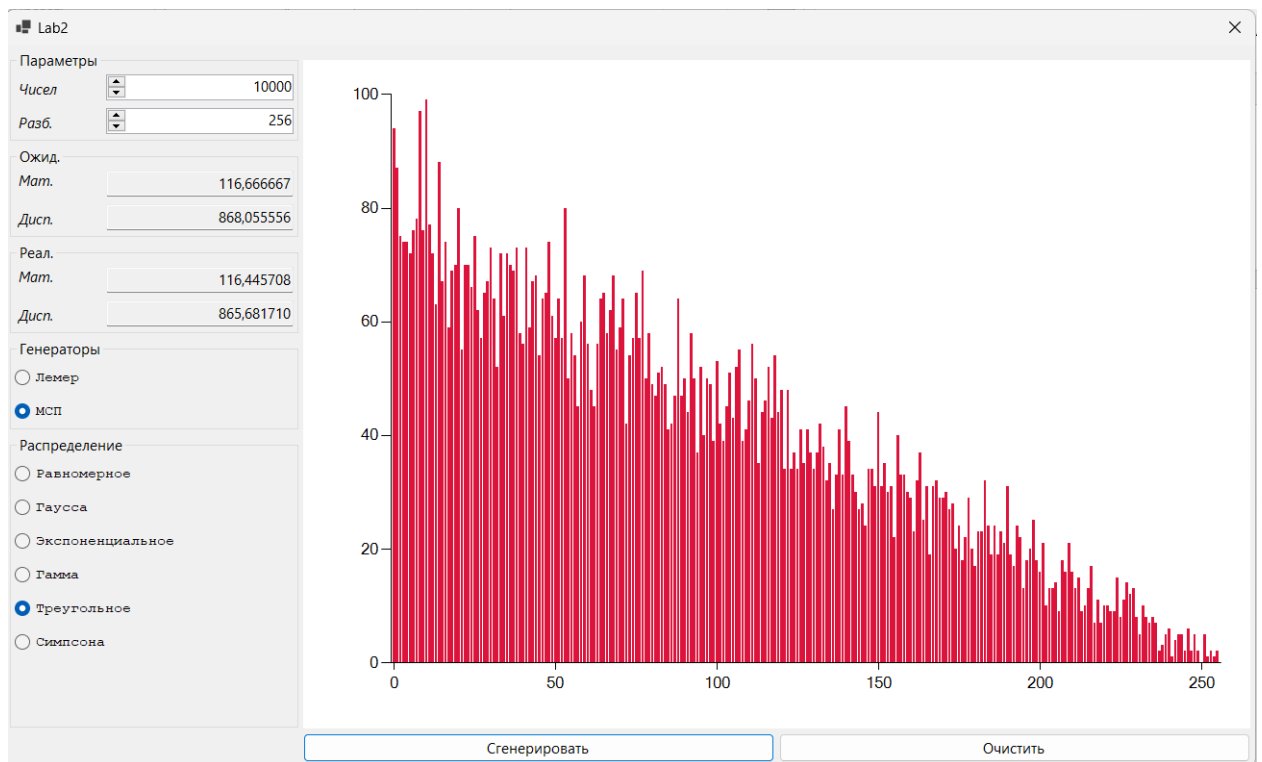 Lab2
Параметры
Чисел 10000
Разб. 256
Ожид.
Мат. 116,666667
Дисп. 868,055556
Реал.
Мат. 116,445708
Дисп. 865,681710
Генераторы
Лемер
МСП
Распределение
Равномерное
Гаусса
Экспоненциальное
Гамма
Треугольное
Симпсона
100
80
60
40
20
0
0 50 100 150 200 250
Сгенерировать Очистить